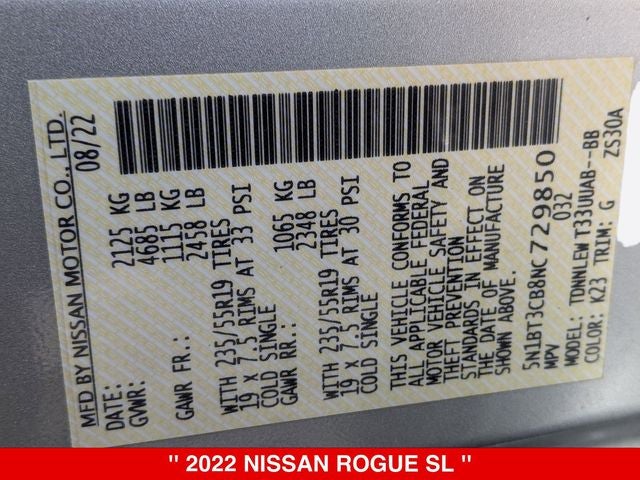 MFD BY NISSAN MOTOR CO., LTD.
DATE: 08/22
GVWR: 2125 KG
4685 LB
GAWR FR.: 1115 KG
2458 LB
WITH 235/55R19 TIRES
19 X 7.5 RIMS AT 33 PSI
COLD SINGLE
GAWR RR.: 1065 KG
2348 LB
WITH 235/55R19 TIRES
19 X 7.5 RIMS AT 30 PSI
COLD SINGLE
THIS VEHICLE CONFORMS TO
ALL APPLICABLE FEDERAL
MOTOR VEHICLE SAFETY AND
THEFT PREVENTION
STANDARDS IN EFFECT ON
THE DATE OF MANUFACTURE
SHOWN ABOVE.
5N1BT3CB8NC729850
MPV 032
MODEL: TDNNLEW T33UUAB--BB
COLOR: K23 TRIM: G ZS30A
" 2022 NISSAN ROGUE SL "